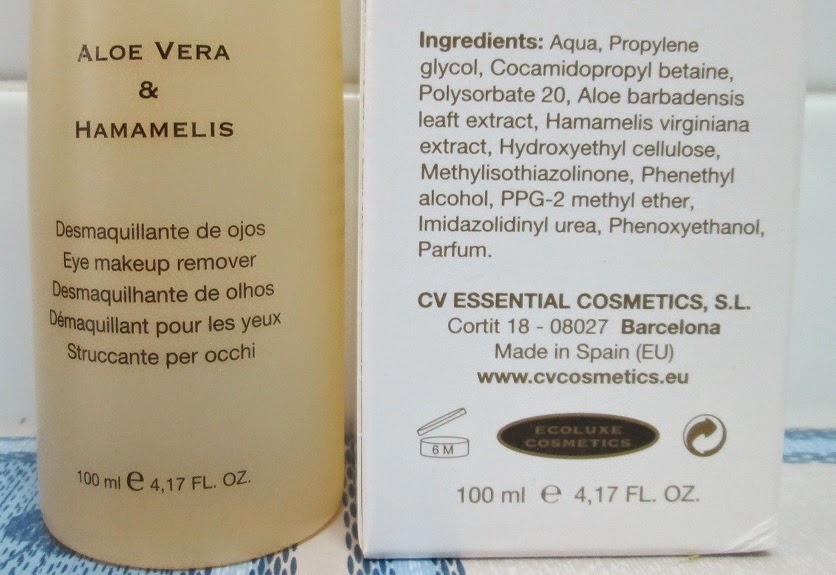 ALOE VERA
&
HAMAMELIS
Desmaquillante de ojos
Eye makeup remover
Desmaquilhante de olhos
Démaquillant pour les yeux
Struccante per occhi
100 ml e 4,17 FL. OZ.
Ingredients: Aqua, Propylene
glycol, Cocamidopropyl betaine,
Polysorbate 20, Aloe barbadensis
leaft extract, Hamamelis virginiana
extract, Hydroxyethyl cellulose,
Methylisothiazolinone, Phenethyl
alcohol, PPG-2 methyl ether,
Imidazolidinyl urea, Phenoxyethanol,
Parfum.
CV ESSENTIAL COSMETICS, S.L.
Cortit 18 - 08027 Barcelona
Made in Spain (EU)
www.cvcosmetics.eu
6 M
ECOLUXE
COSMETICS
100 ml e 4,17 FL. OZ.